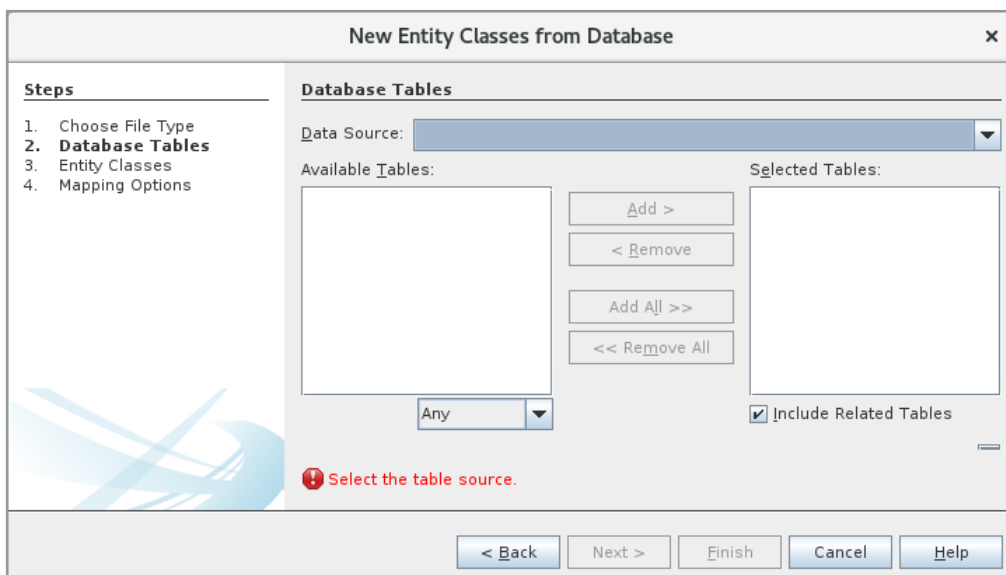 New Entity Classes from Database
×
Steps
1. Choose File Type
2. Database Tables
3. Entity Classes
4. Mapping Options
Database Tables
Data Source:
Available Tables:
Selected Tables:
Add >
< Remove
Add All >>
<< Remove All
Any
Include Related Tables
Select the table source.
< Back
Next >
Finish
Cancel
Help